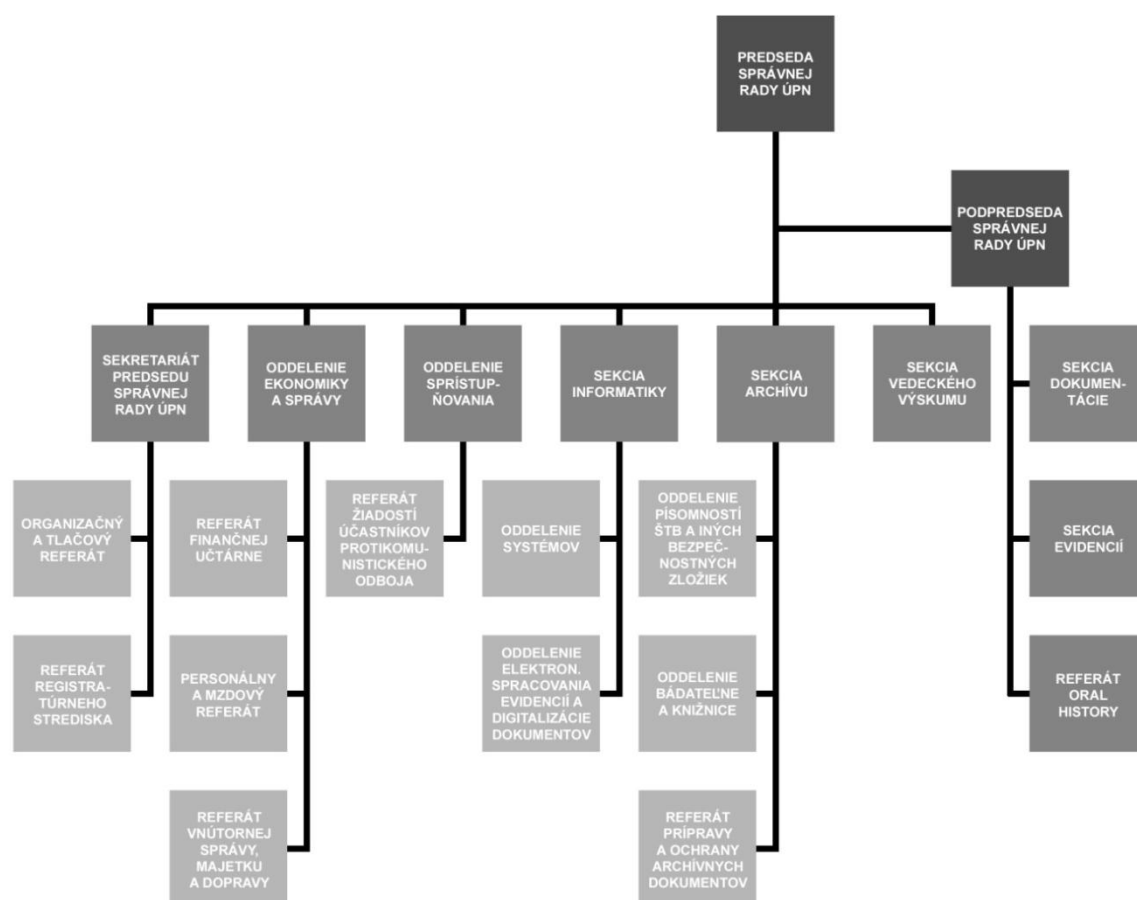 PREDSEDA
SPRÁVNEJ
RADY ÚPN
PODPREDSEDA
SPRÁVNEJ
RADY ÚPN
SEKRETARIÁT
PREDSEDU
SPRÁVNEJ
RADY ÚPN
ODDELENIE
EKONOMIKY
A SPRÁVY
ODDELENIE
SPRÍSTUP-
ŇOVANIA
SEKCIA
INFORMATIKY
SEKCIA
ARCHÍVU
SEKCIA
VEDECKÉHO
VÝSKUMU
SEKCIA
DOKUMEN-
TÁCIE
ORGANIZAČNÝ
A TLAČOVÝ
REFERÁT
REFERÁT
FINANČNEJ
UČTÁRNE
REFERÁT
ŽIADOSTÍ
ÚČASTNÍKOV
PROTIKOMU-
NISTICKÉHO
ODBOJA
ODDELENIE
SYSTÉMOV
ODDELENIE
PÍSOMNOSTÍ
ŠTB A INÝCH
BEZPEČ-
NOSTNÝCH
ZLOŽIEK
SEKCIA
EVIDENCIÍ
REFERÁT
REGISTRA-
TÚRNEHO
STREDISKA
PERSONÁLNY
A MZDOVÝ
REFERÁT
ODDELENIE
ELEKTRON.
SPRACOVANIA
EVIDENCIÍ A
DIGITALIZÁCIE
DOKUMENTOV
ODDELENIE
BÁDATEĽNE
A KNIŽNICE
REFERÁT
ORAL
HISTORY
REFERÁT
VNÚTORNEJ
SPRÁVY,
MAJETKU
A DOPRAVY
REFERÁT
PRÍPRAVY
A OCHRANY
ARCHÍVNYCH
DOKUMENTOV